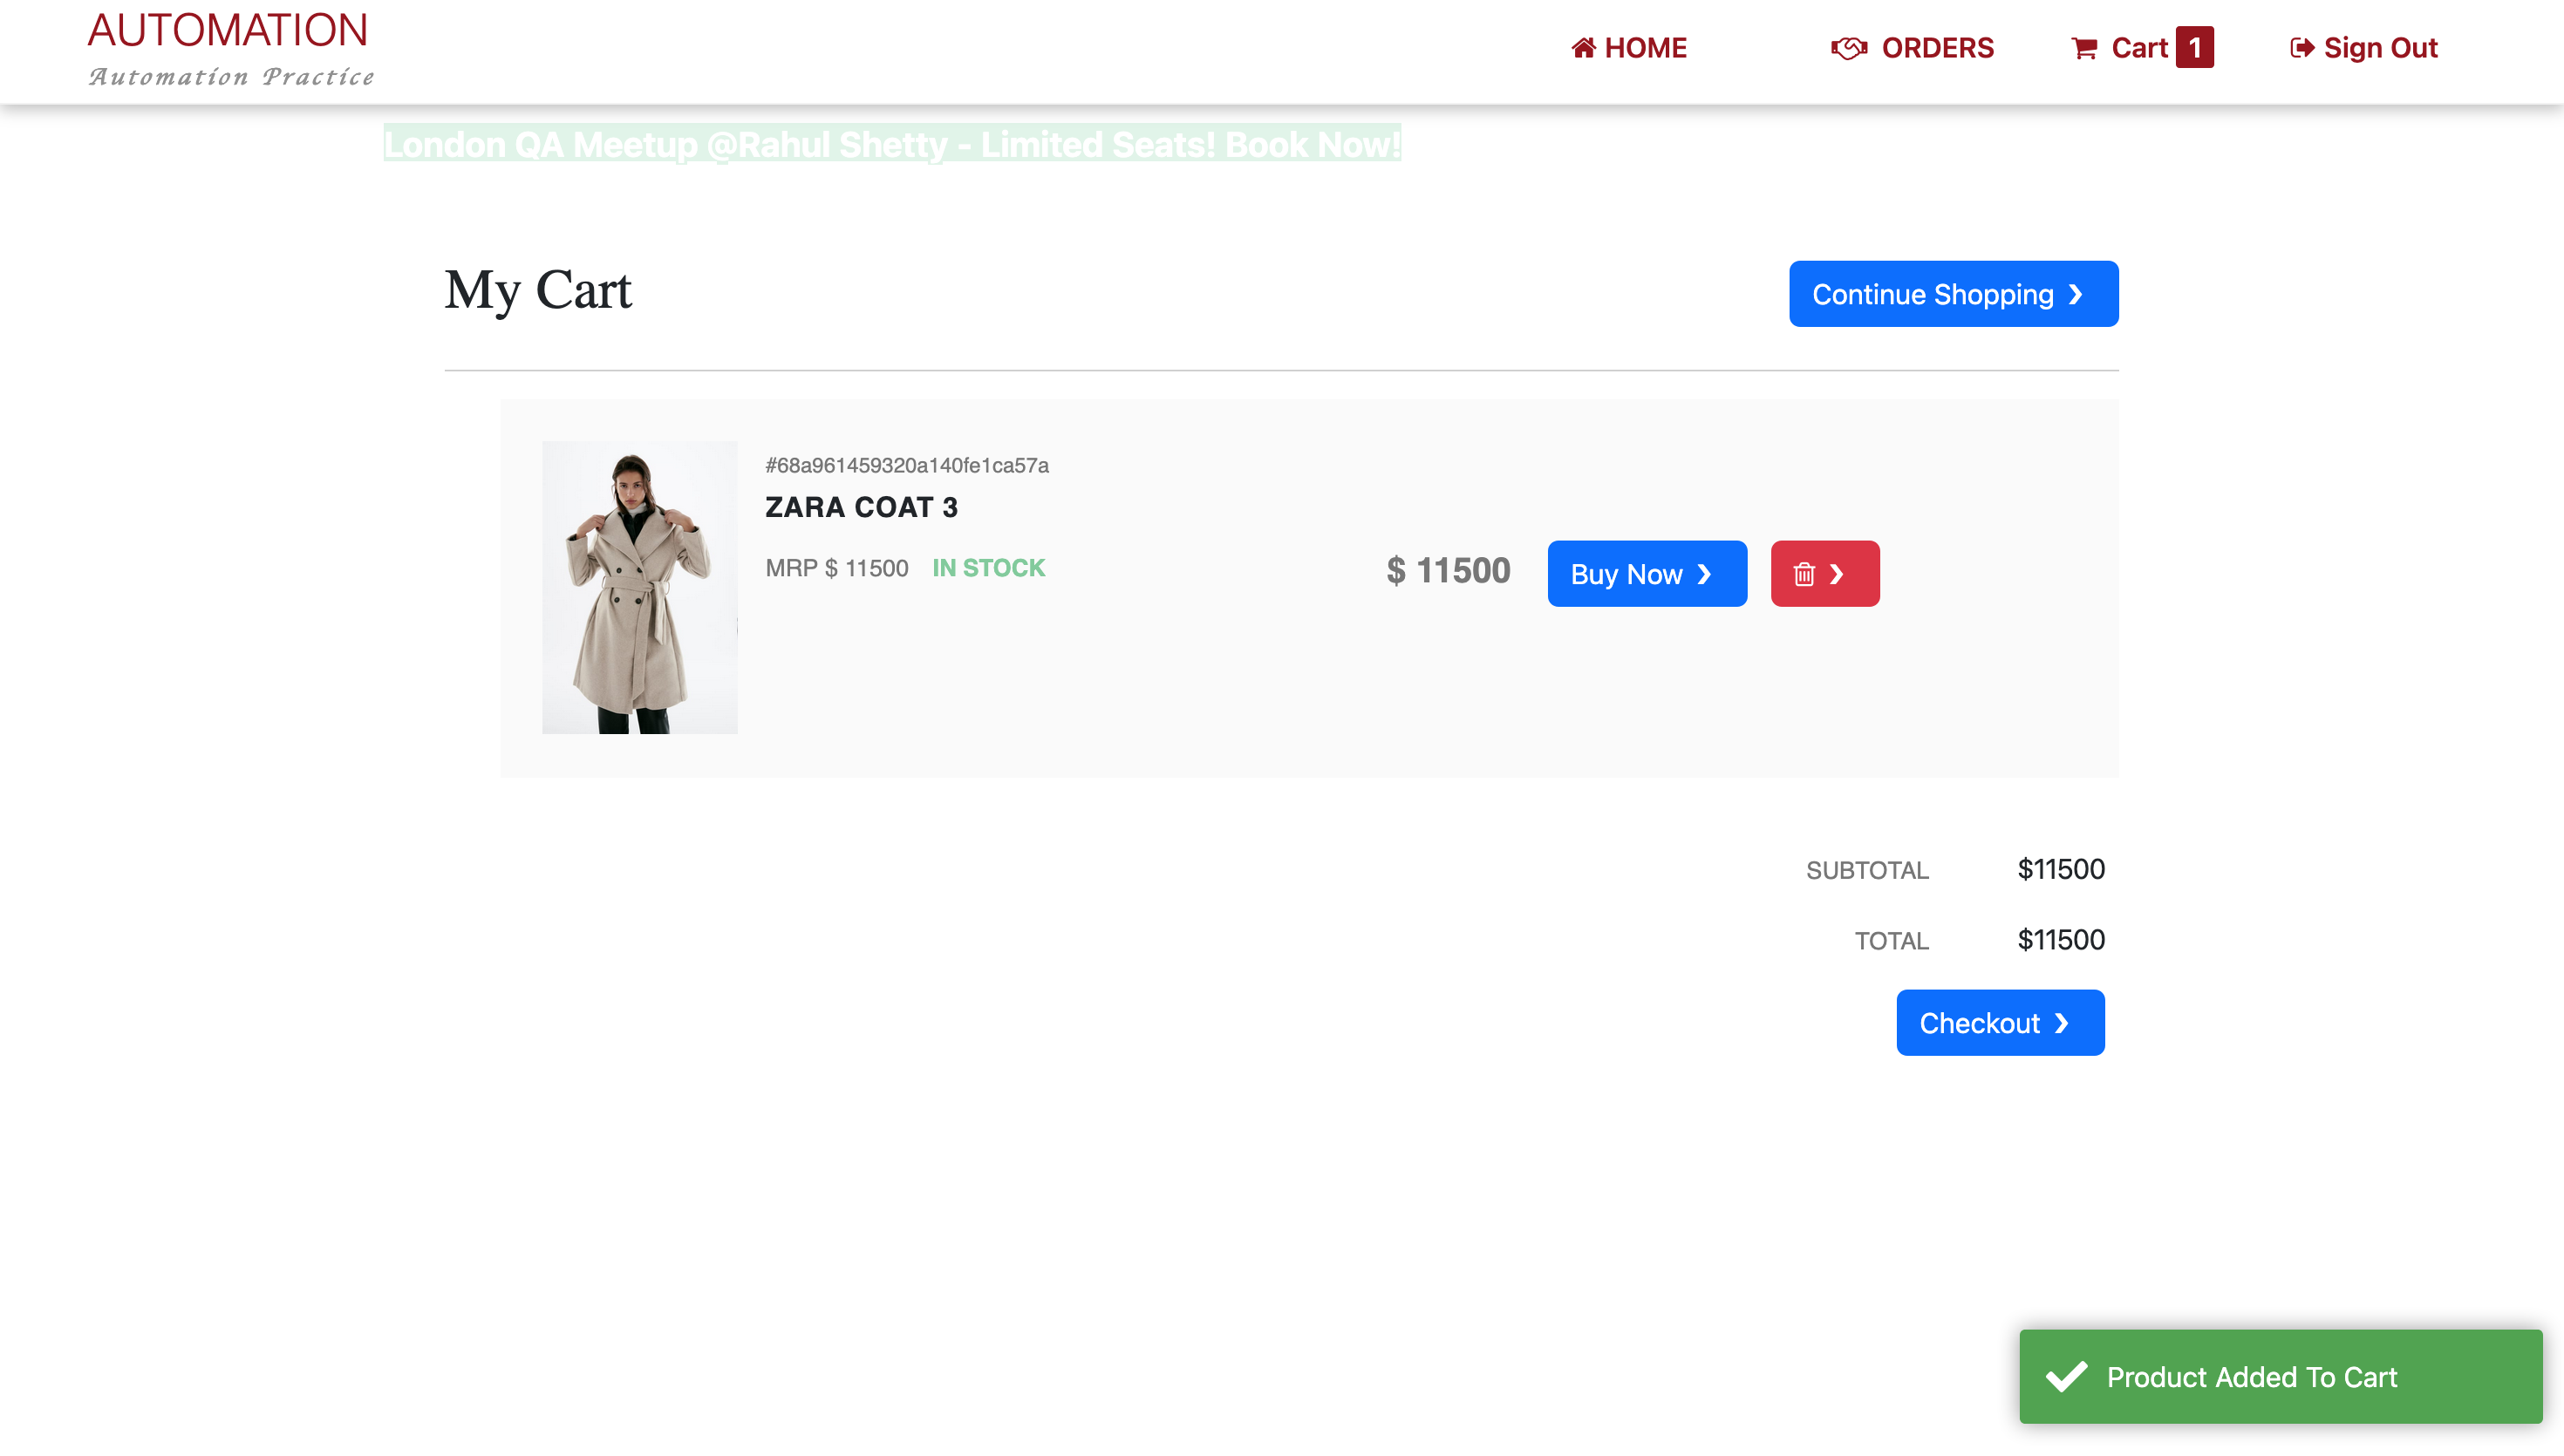 AUTOMATION
Automation Practice
HOME
ORDERS
Cart 1
Sign Out
London QA Meetup @Rahul Shetty - Limited Seats! Book Now!
My Cart
Continue Shopping ❯
#68a961459320a140fe1ca57a
ZARA COAT 3
MRP $ 11500 IN STOCK
$ 11500
Buy Now ❯
❯
SUBTOTAL $11500
TOTAL $11500
Checkout ❯
Product Added To Cart